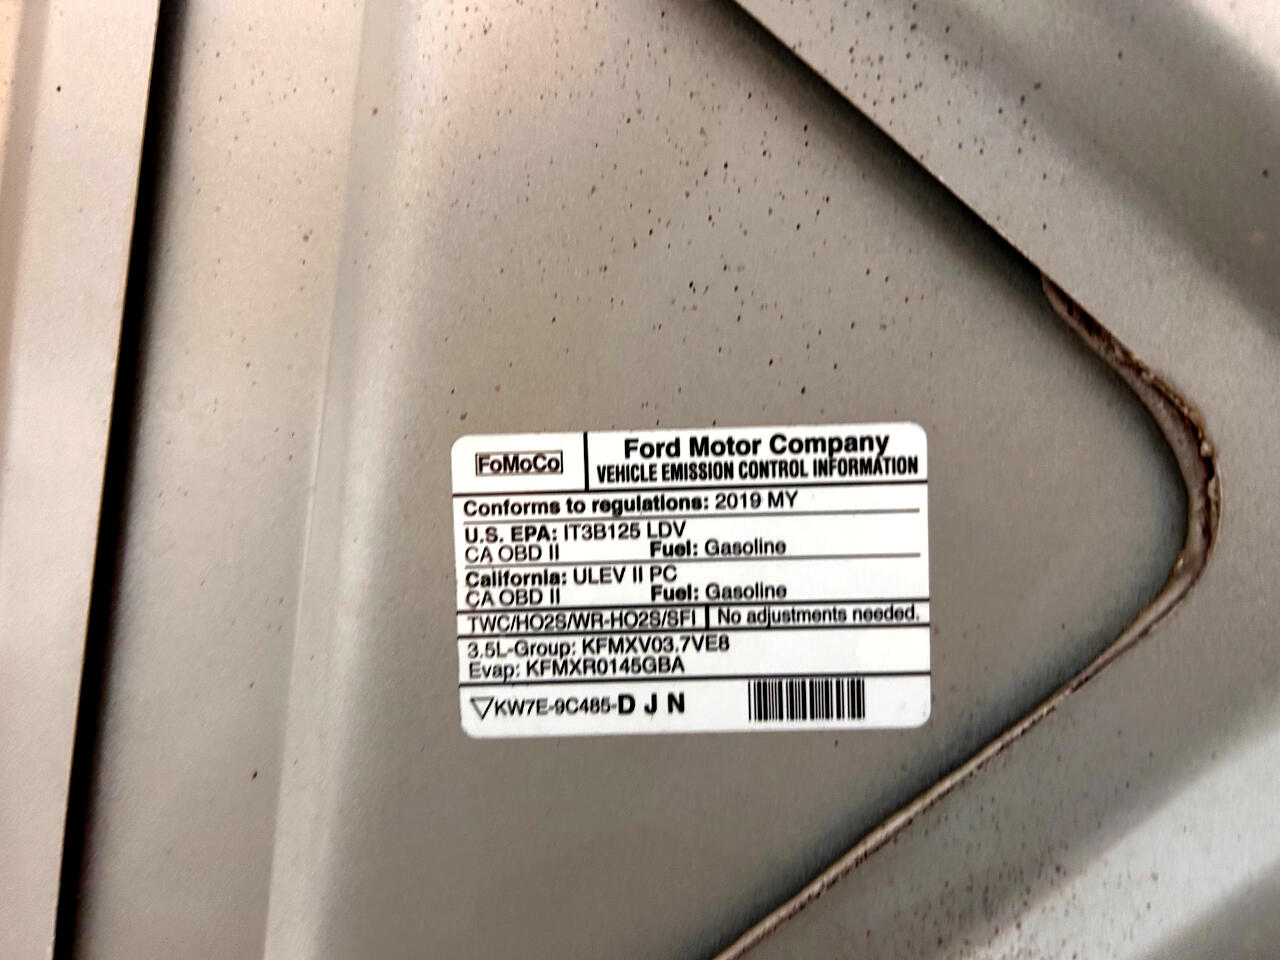 FoMoCo
Ford Motor Company
VEHICLE EMISSION CONTROL INFORMATION
Conforms to regulations: 2019 MY
U.S. EPA: IT3B125 LDV
CA OBD II Fuel: Gasoline
California: ULEV II PC
CA OBD II Fuel: Gasoline
TWC/HO2S/WR-HO2S/SFI No adjustments needed.
3.5L-Group: KFMXV03.7VE8
Evap: KFMXR0145GBA
KW7E-9C485-D J N